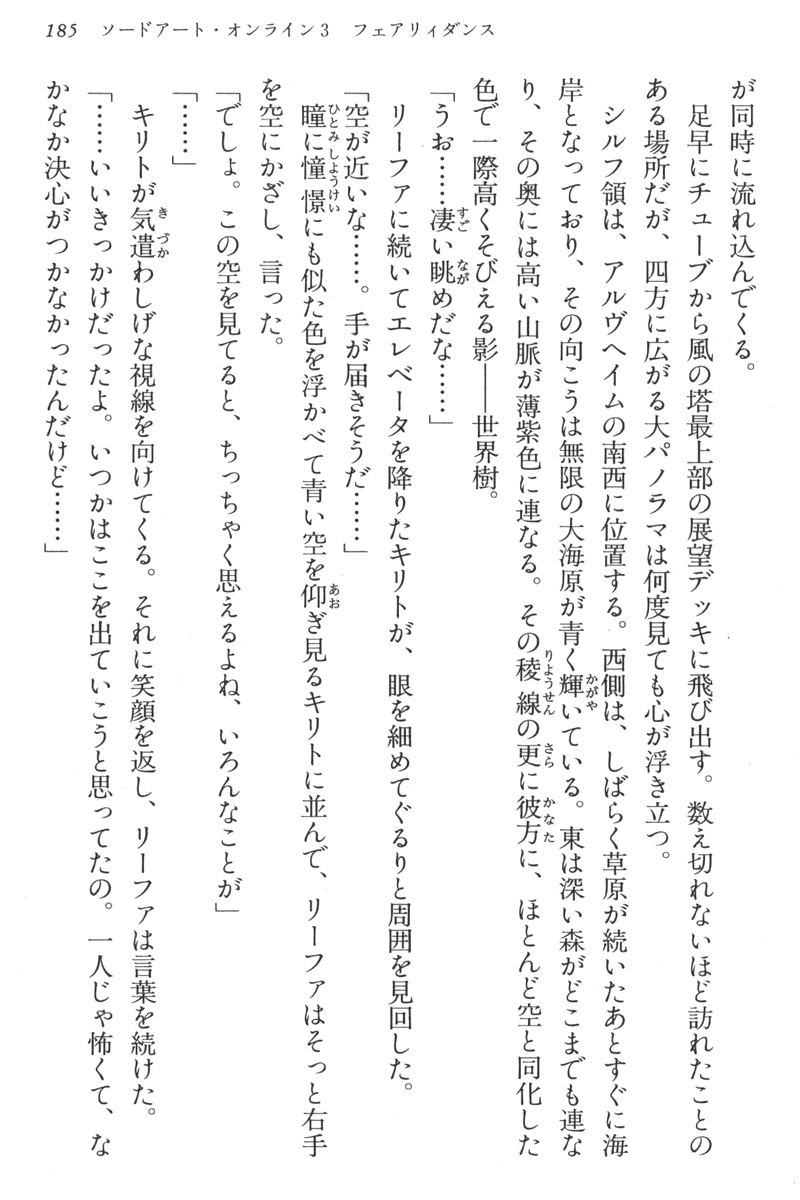 185 ソードアート・オンライン3 フェアリィダンス
が同時に流れ込んでくる。
足早にチューブから風の塔最上部の展望デッキに飛び出す。数え切れないほど訪れたことの
ある場所だが、四方に広がる大パノラマは何度見ても心が浮き立つ。
シルフ領は、アルヴヘイムの南西に位置する。西側は、しばらく草原が続いたあとすぐに海
岸となっており、その向こうは無限の大海原が青く輝いている。東は深い森がどこまでも連な
り、その奥には高い山脈が薄紫色に連なる。その稜線の更に彼方に、ほとんど空と同化した
色で一際高くそびえる影――世界樹。
「うお……凄い眺めだな……」
リーファに続いてエレベータを降りたキリトが、眼を細めてぐるりと周囲を見回した。
「空が近いな……。手が届きそうだ……」
瞳に憧憬にも似た色を浮かべて青い空を仰ぎ見るキリトに並んで、リーファはそっと右手
を空にかざし、言った。
「でしょ。この空を見てると、ちっちゃく思えるよね、いろんなことが」
「……」
キリトが気遣わしげな視線を向けてくる。それに笑顔を返し、リーファは言葉を続けた。
「……いいきっかけだったよ。いつかはここを出ていこうと思ってたの。一人じゃ怖くて、な
かなか決心がつかなかったんだけど……」